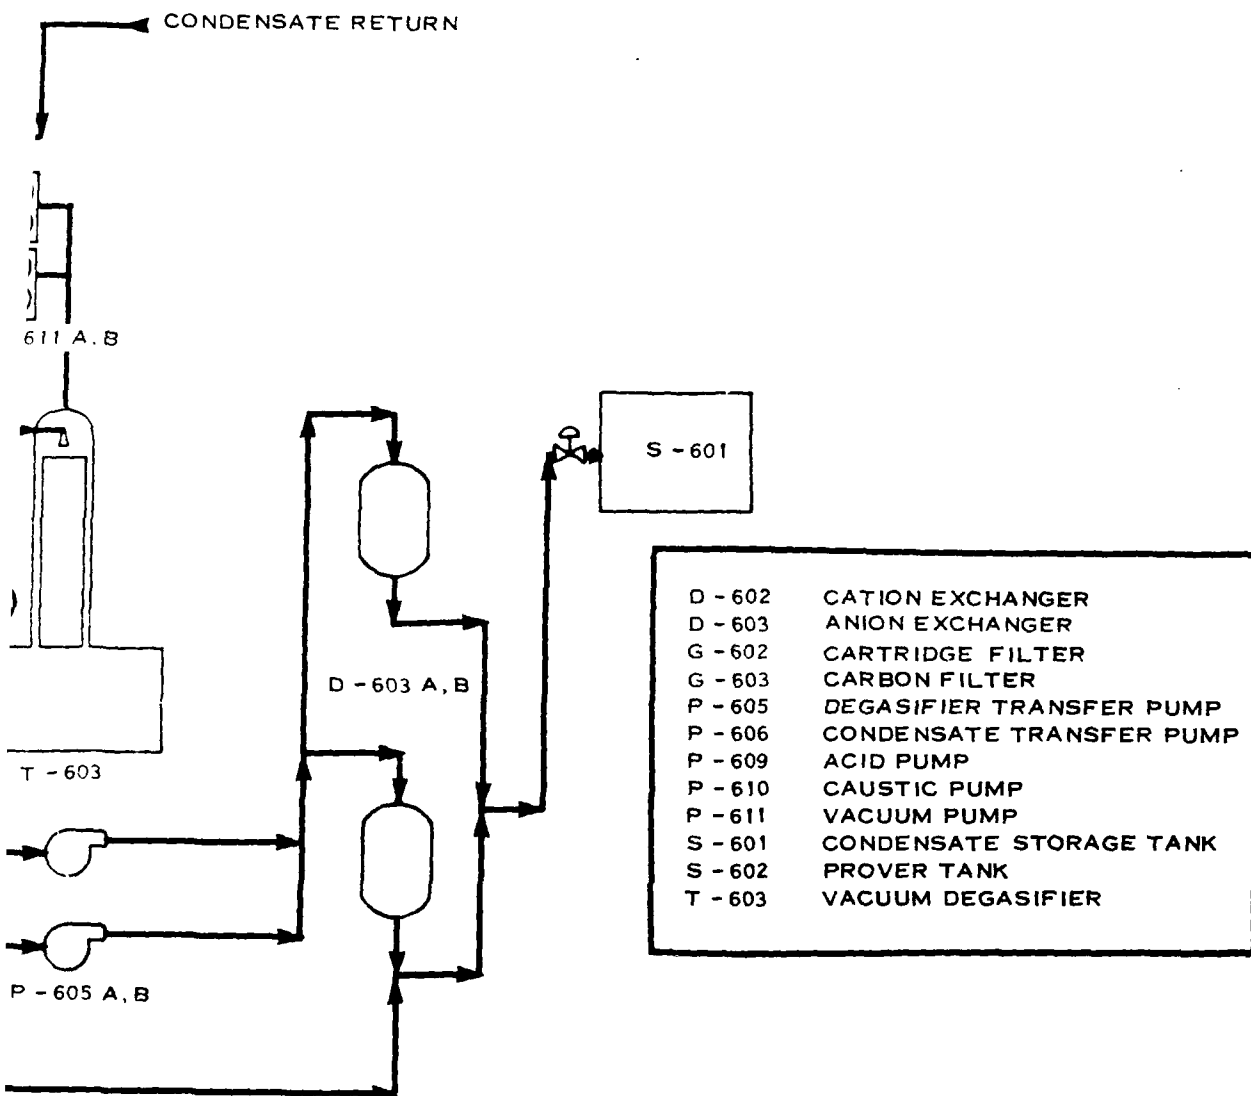 CONDENSATE RETURN
611 A, B
S - 601
D - 603 A, B
T - 603
P - 605 A, B
D - 602 CATION EXCHANGER
D - 603 ANION EXCHANGER
G - 602 CARTRIDGE FILTER
G - 603 CARBON FILTER
P - 605 DEGASIFIER TRANSFER PUMP
P - 606 CONDENSATE TRANSFER PUMP
P - 609 ACID PUMP
P - 610 CAUSTIC PUMP
P - 611 VACUUM PUMP
S - 601 CONDENSATE STORAGE TANK
S - 602 PROVER TANK
T - 603 VACUUM DEGASIFIER